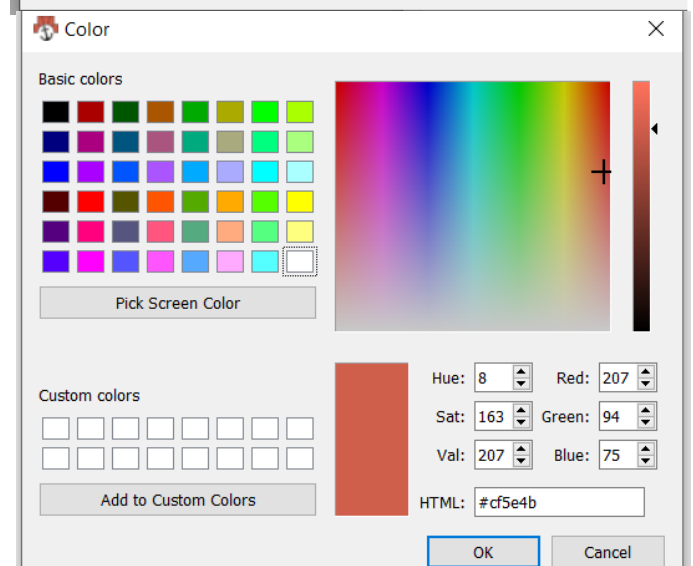 Color
Basic colors
Pick Screen Color
Custom colors
Add to Custom Colors
Hue: 8 Red: 207
Sat: 163 Green: 94
Val: 207 Blue: 75
HTML: #cf5e4b
OK Cancel